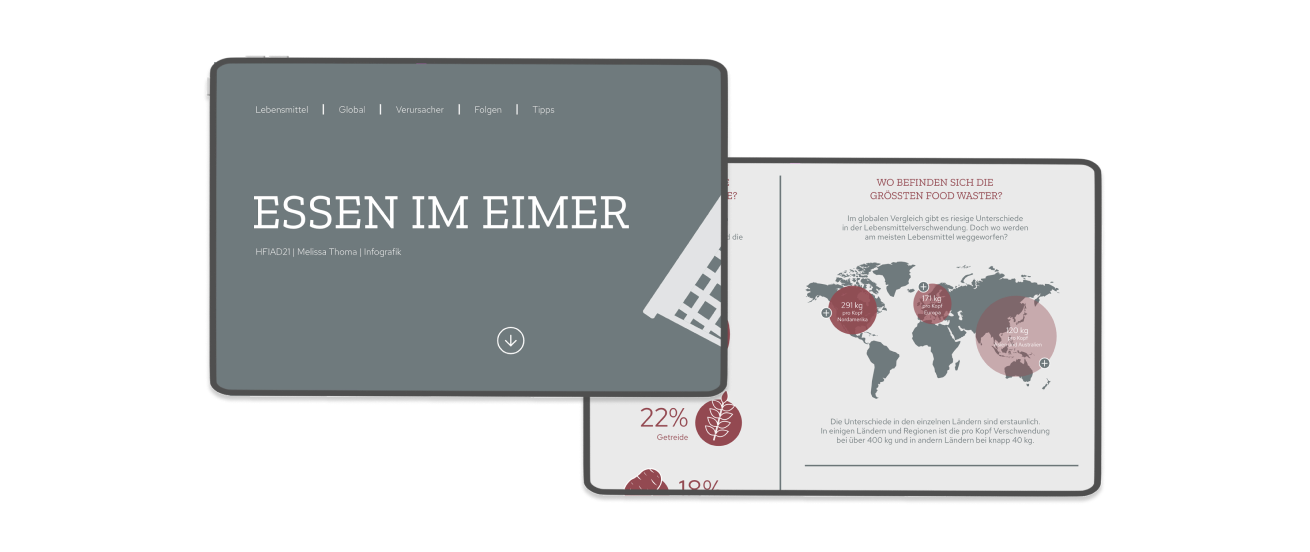 Lebensmittel | Global | Verursacher | Folgen | Tipps
ESSEN IM EIMER
HFIAD21 | Melissa Thoma | Infografik
E?
d die
22%
Getreide
18%
WO BEFINDEN SICH DIE
GRÖSSTEN FOOD WASTER?
Im globalen Vergleich gibt es riesige Unterschiede
in der Lebensmittelverschwendung. Doch wo werden
am meisten Lebensmittel weggeworfen?
291 kg
pro Kopf
Nordamerika
171 kg
pro Kopf
Europa
120 kg
pro Kopf
Australien
Die Unterschiede in den einzelnen Ländern sind erstaunlich.
In einigen Ländern und Regionen ist die pro Kopf Verschwendung
bei über 400 kg und in andern Ländern bei knapp 40 kg.